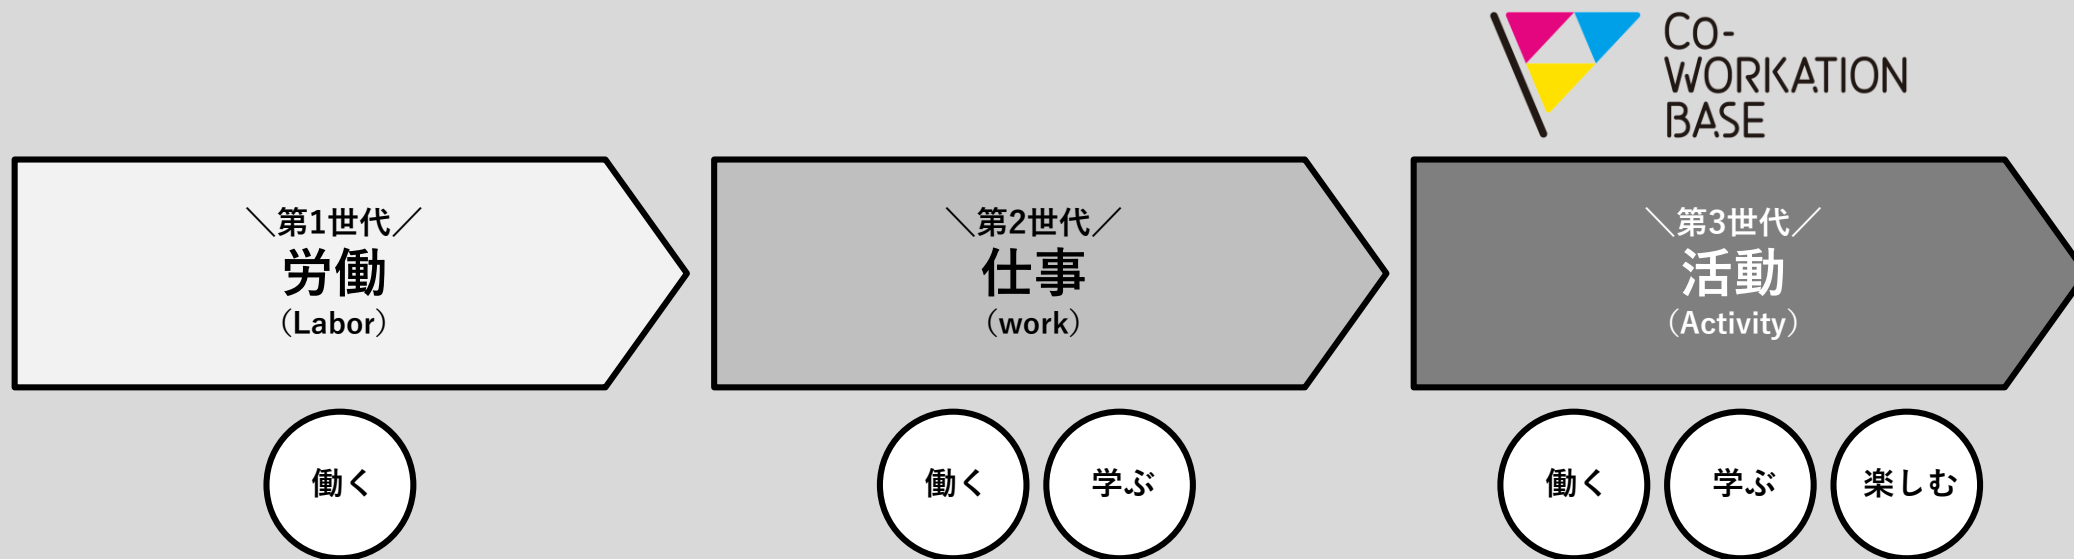 Co-
WORKATION
BASE
＼第1世代／
労働
（Labor）
＼第2世代／
仕事
（work）
＼第3世代／
活動
（Activity）
働く
働く
学ぶ
働く
学ぶ
楽しむ